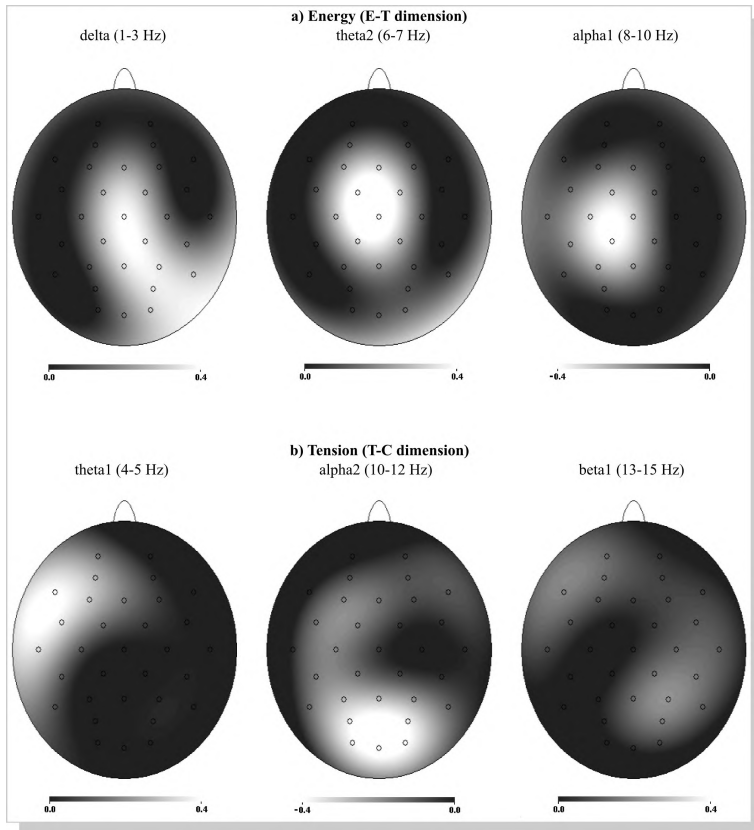 a) Energy (E-T dimension)
delta (1-3 Hz) theta2 (6-7 Hz) alpha1 (8-10 Hz)
0.0 0.4 0.0 0.4 -0.4 0.0
b) Tension (T-C dimension)
theta1 (4-5 Hz) alpha2 (10-12 Hz) beta1 (13-15 Hz)
0.0 0.4 -0.4 0.0 0.0 0.4